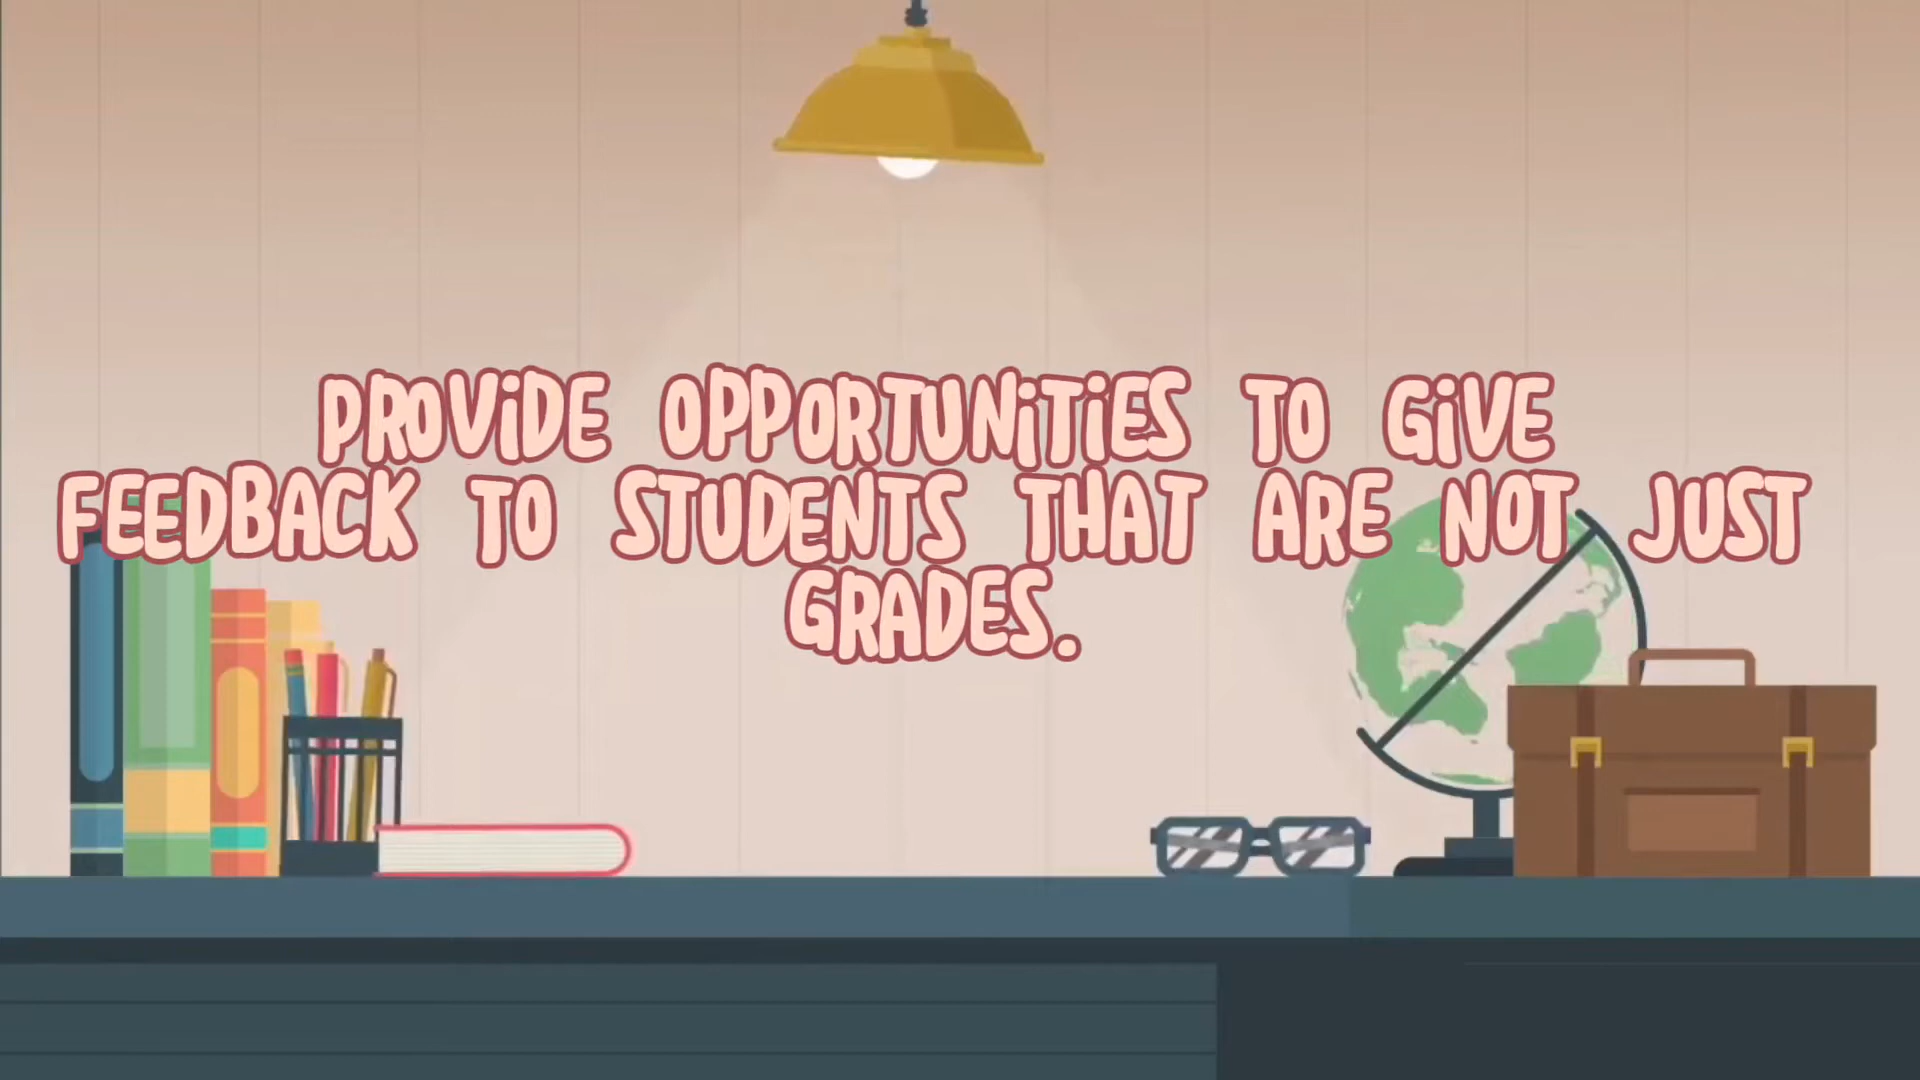 PROVIDE OPPORTUNITIES TO GIVE
FEEDBACK TO STUDENTS THAT ARE NOT JUST
GRADES.